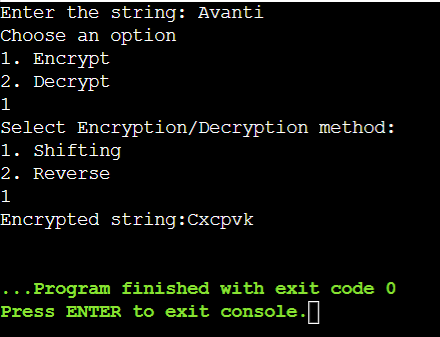 Enter the string: Avanti
Choose an option
1. Encrypt
2. Decrypt
1
Select Encryption/Decryption method:
1. Shifting
2. Reverse
1
Encrypted string:Cxcpvk
...Program finished with exit code 0
Press ENTER to exit console.